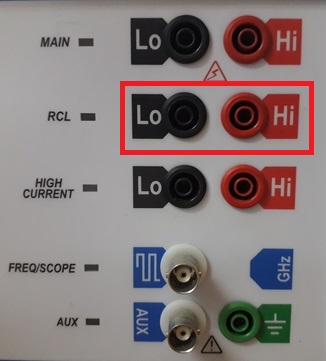 MAIN Lo Hi
RCL Lo Hi
HIGH
CURRENT Lo Hi
FREQ/SCOPE GHz
AUX AUX